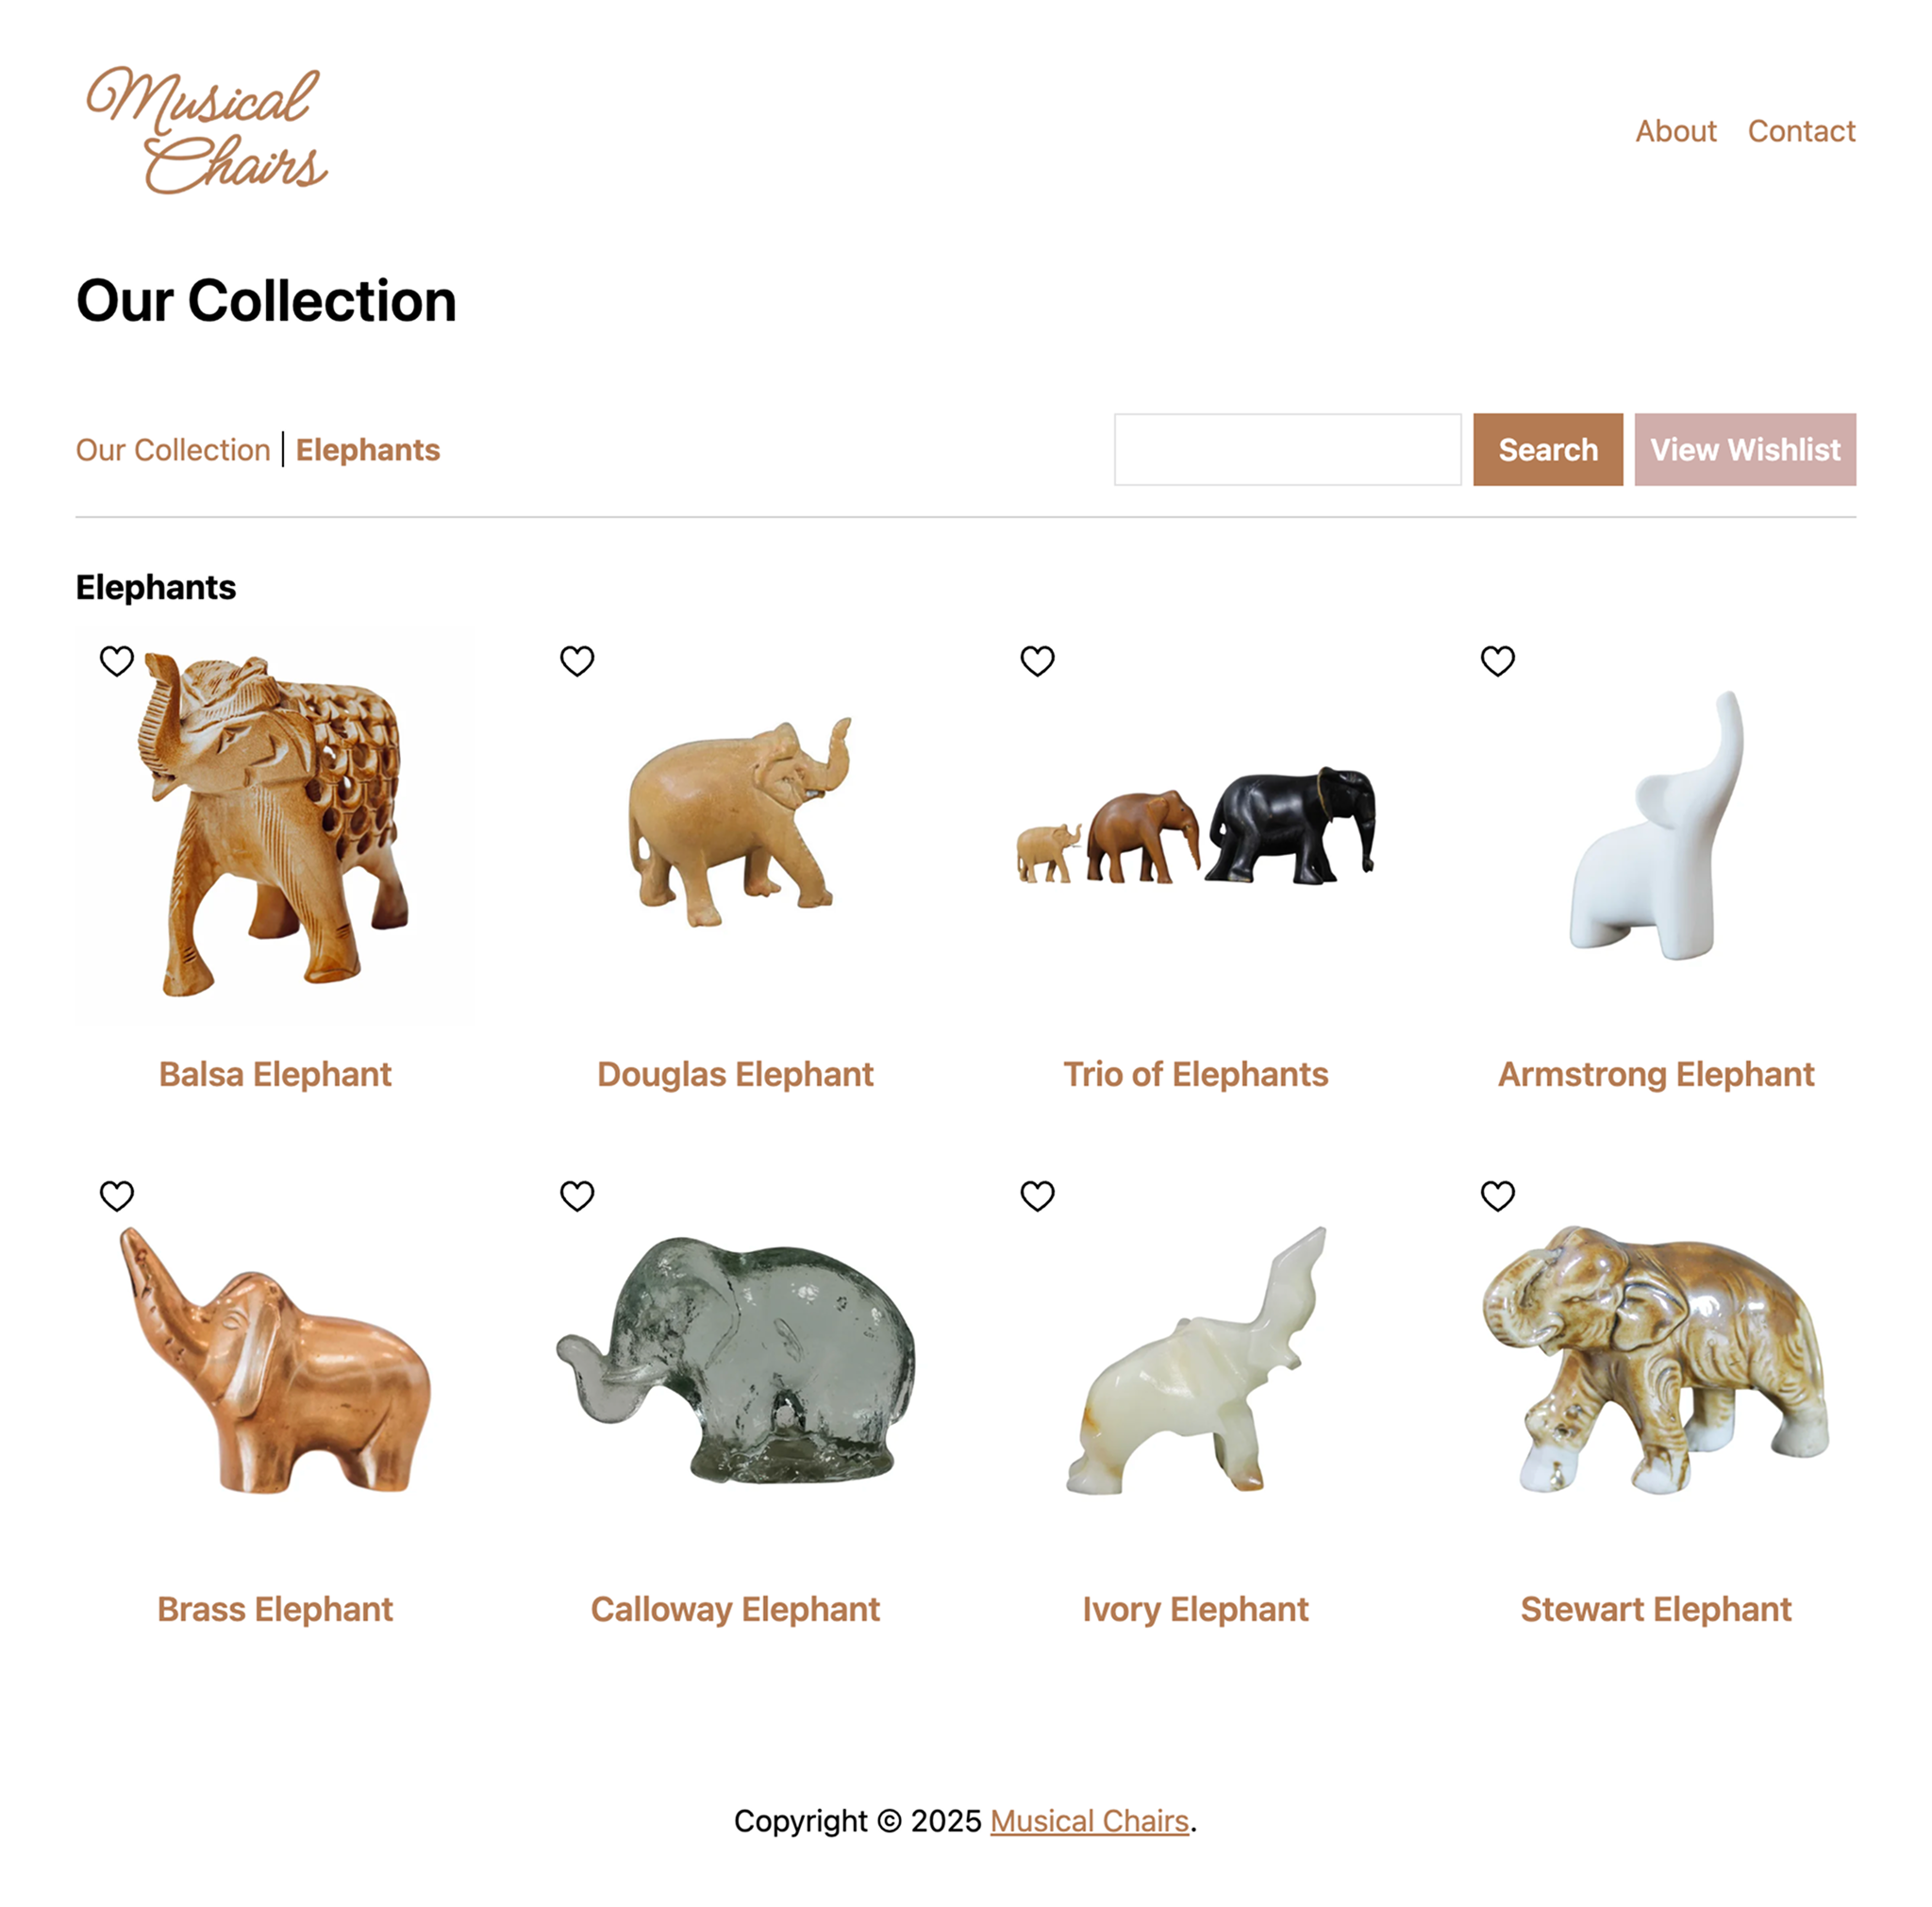 Musical
Chairs
About Contact
Our Collection
Our Collection | Elephants
Search
View Wishlist
Elephants
Balsa Elephant
Douglas Elephant
Trio of Elephants
Armstrong Elephant
Brass Elephant
Calloway Elephant
Ivory Elephant
Stewart Elephant
Copyright © 2025 Musical Chairs.